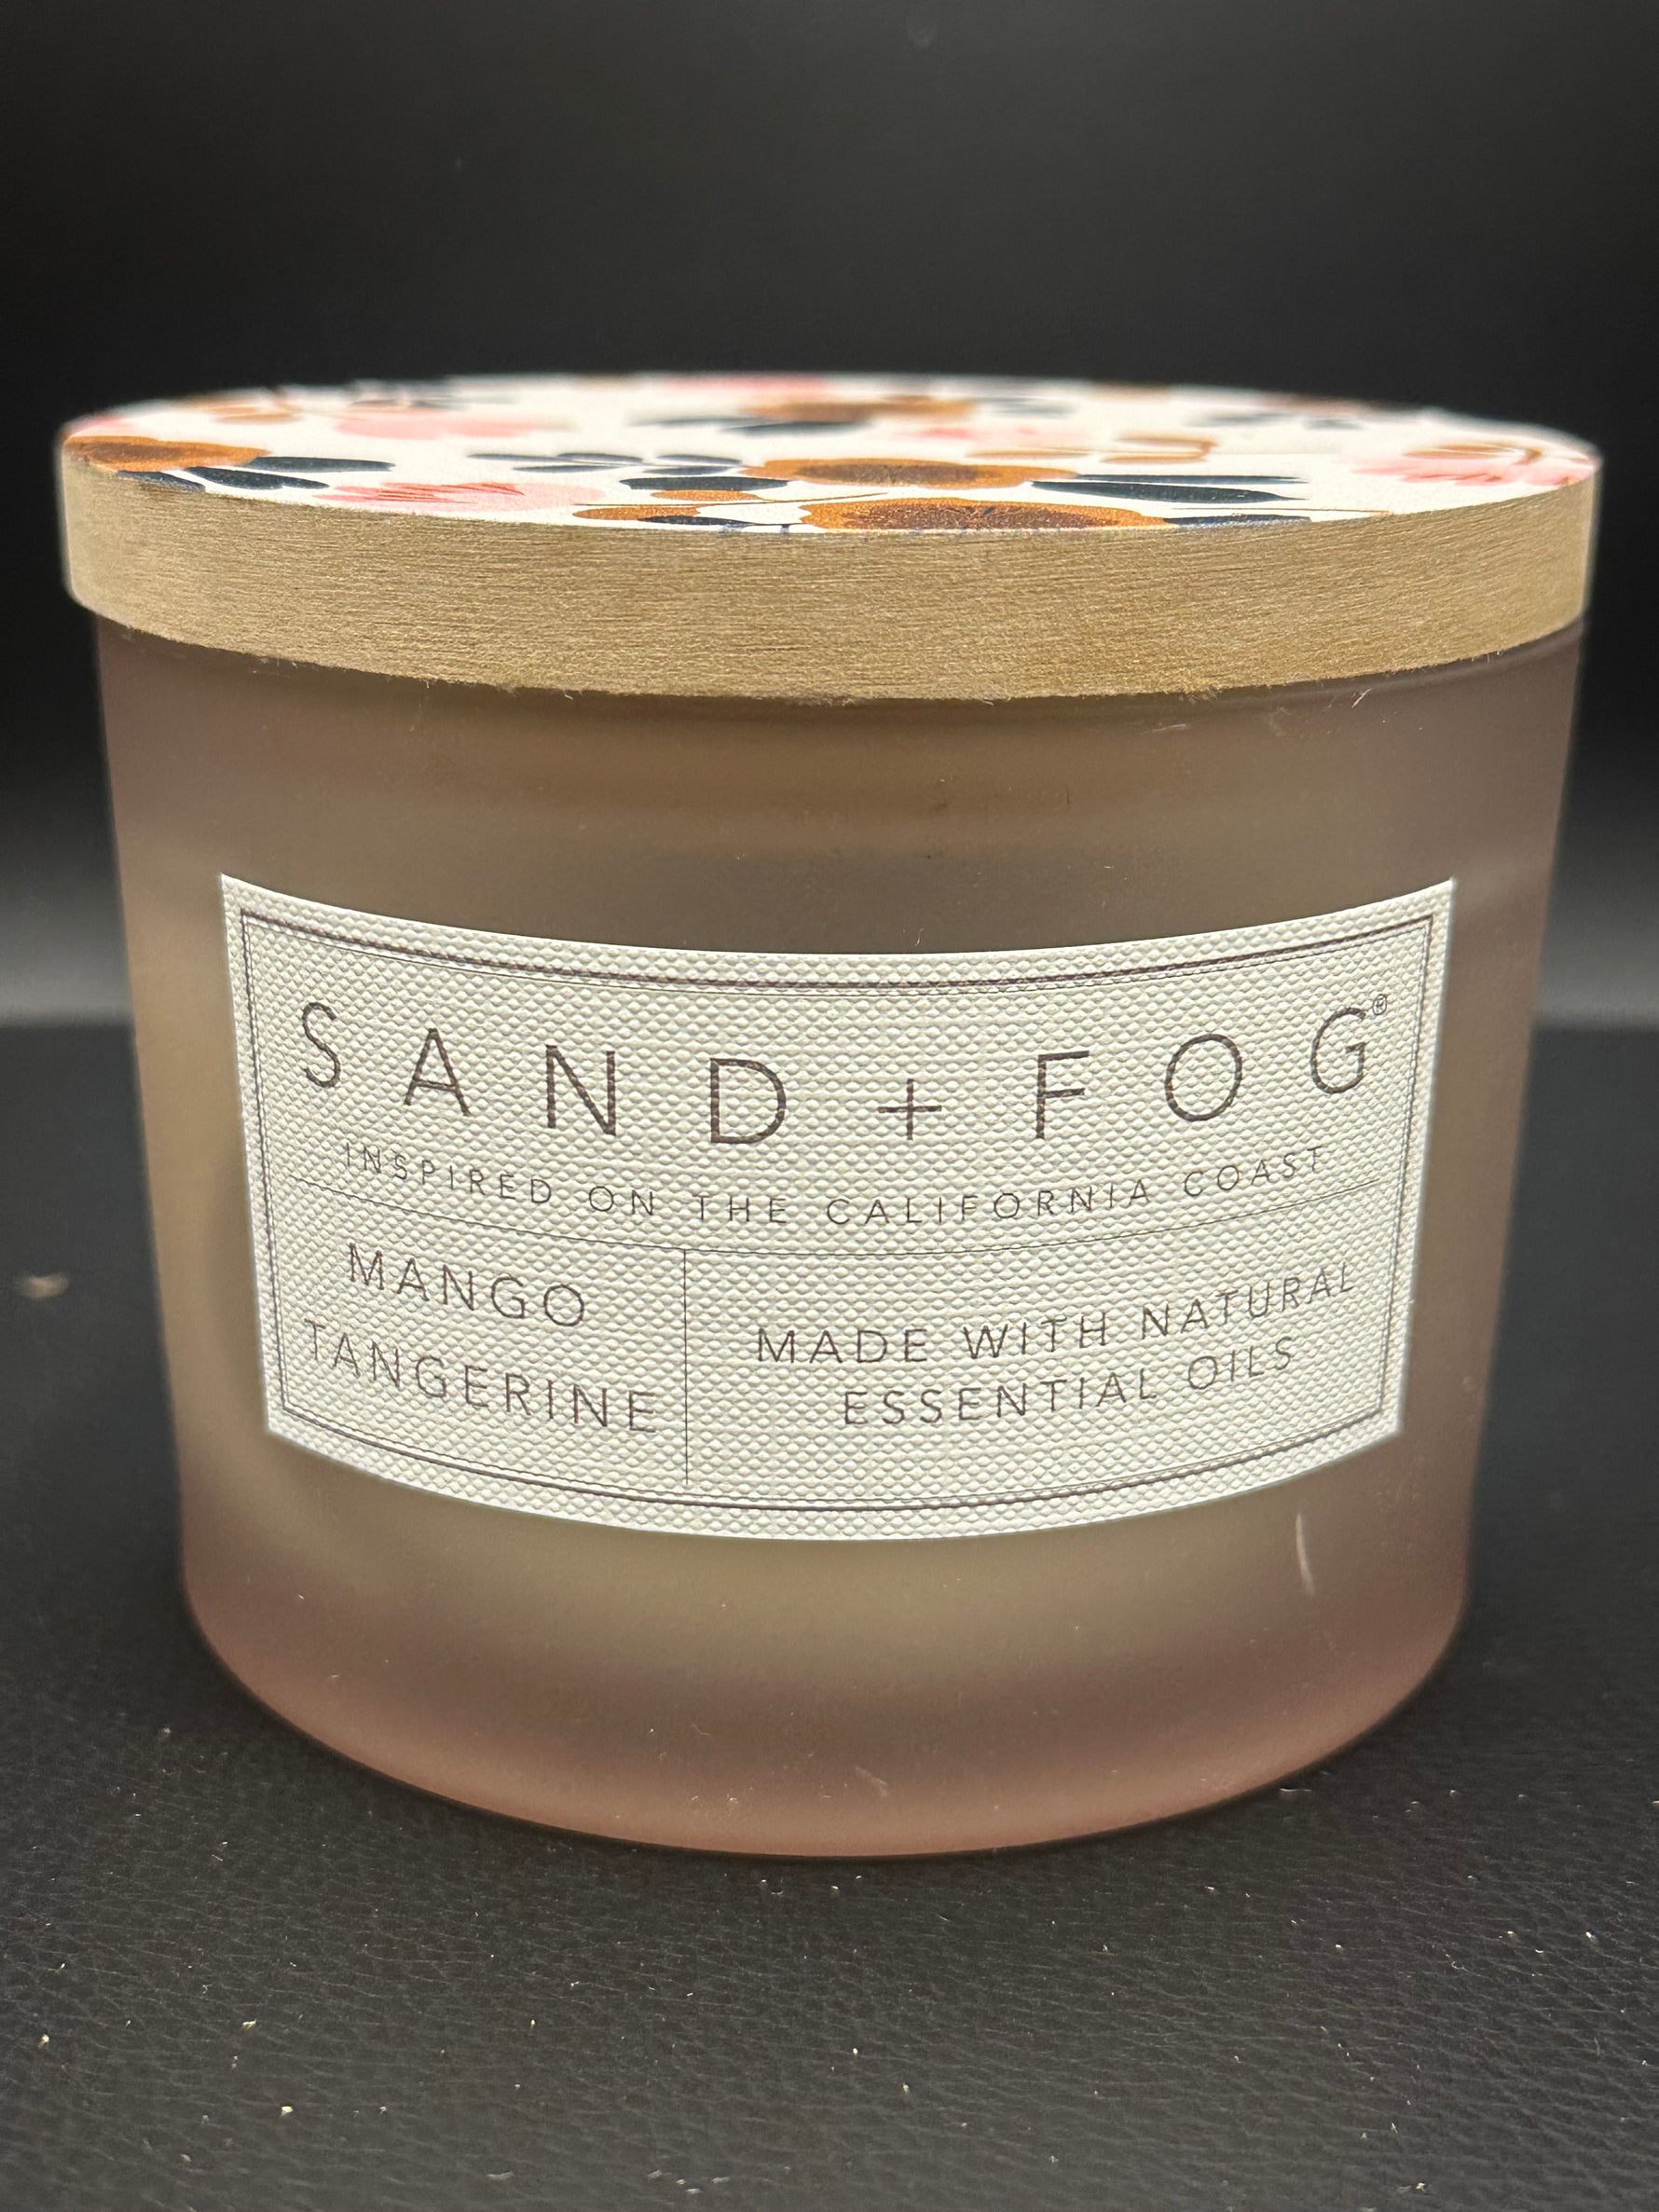 SAND + FOG®
INSPIRED ON THE CALIFORNIA COAST
MANGO
TANGERINE
MADE WITH NATURAL
ESSENTIAL OILS